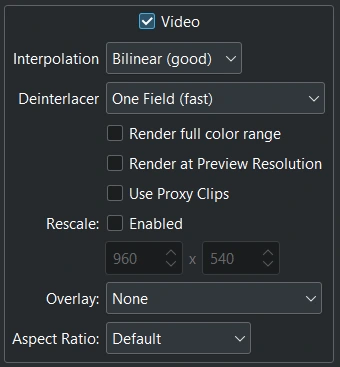 Video
Interpolation Bilinear (good)
Deinterlacer One Field (fast)
Render full color range
Render at Preview Resolution
Use Proxy Clips
Rescale: Enabled
960 x 540
Overlay: None
Aspect Ratio: Default